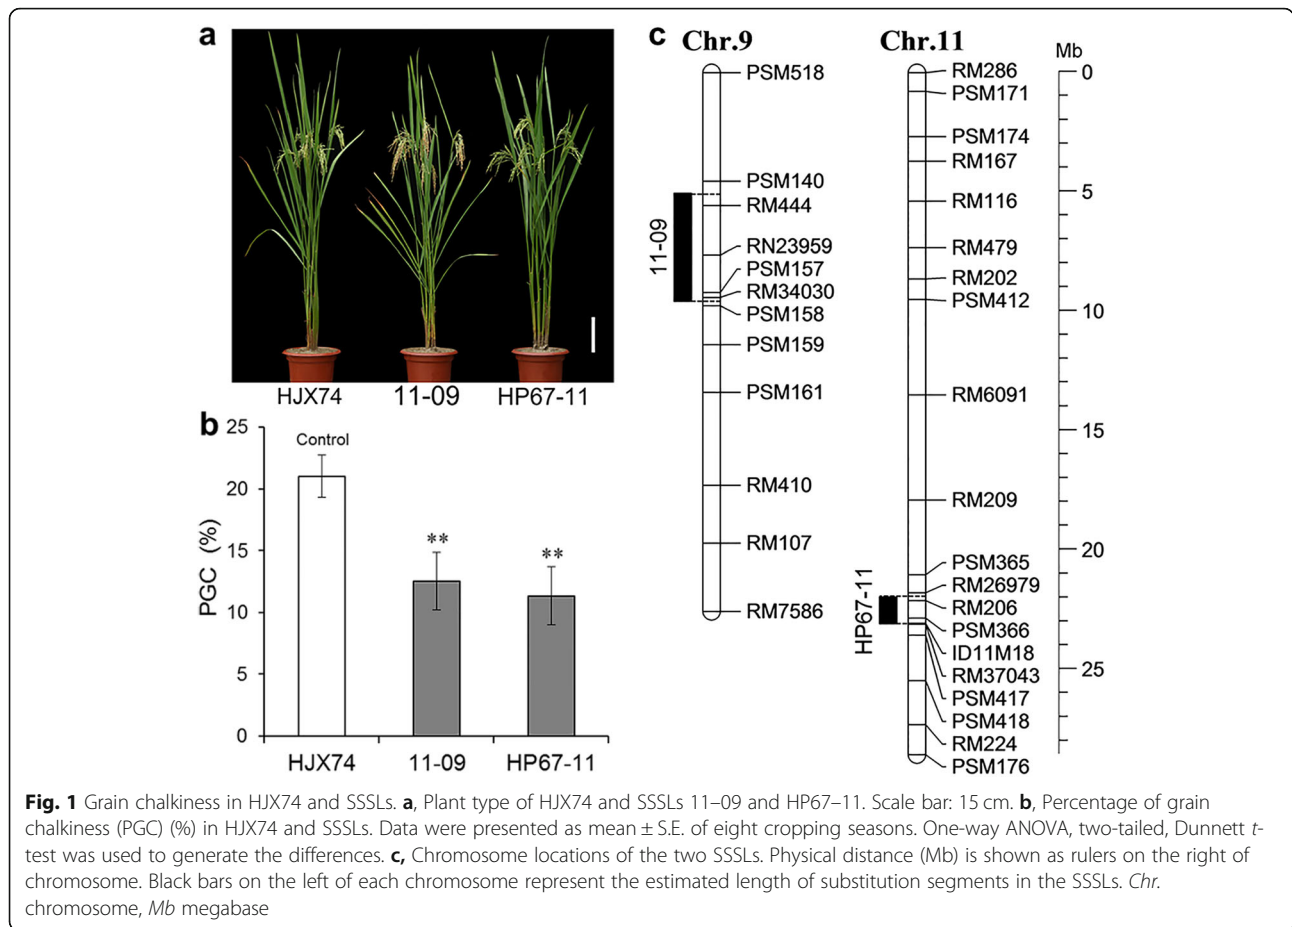 a
HJX74
11-09
HP67-11
b
25
20
15
10
5
0
PGC (%)
Control
**
**
HJX74
11-09
HP67-11
c
Chr.9
PSM518
PSM140
RM444
RN23959
PSM157
RM34030
PSM158
PSM159
PSM161
RM410
RM107
RM7586
11-09
Chr.11
RM286
PSM171
PSM174
RM167
RM116
RM479
RM202
PSM412
RM6091
RM209
PSM365
RM26979
RM206
PSM366
ID11M18
RM37043
PSM417
PSM418
RM224
PSM176
HP67-11
Mb
0
5
10
15
20
25
Fig. 1 Grain chalkiness in HJX74 and SSSLs. a, Plant type of HJX74 and SSSLs 11–09 and HP67–11. Scale bar: 15 cm. b, Percentage of grain
chalkiness (PGC) (%) in HJX74 and SSSLs. Data were presented as mean ± S.E. of eight cropping seasons. One-way ANOVA, two-tailed, Dunnett t-
test was used to generate the differences. c, Chromosome locations of the two SSSLs. Physical distance (Mb) is shown as rulers on the right of
chromosome. Black bars on the left of each chromosome represent the estimated length of substitution segments in the SSSLs. Chr.
chromosome, Mb megabase